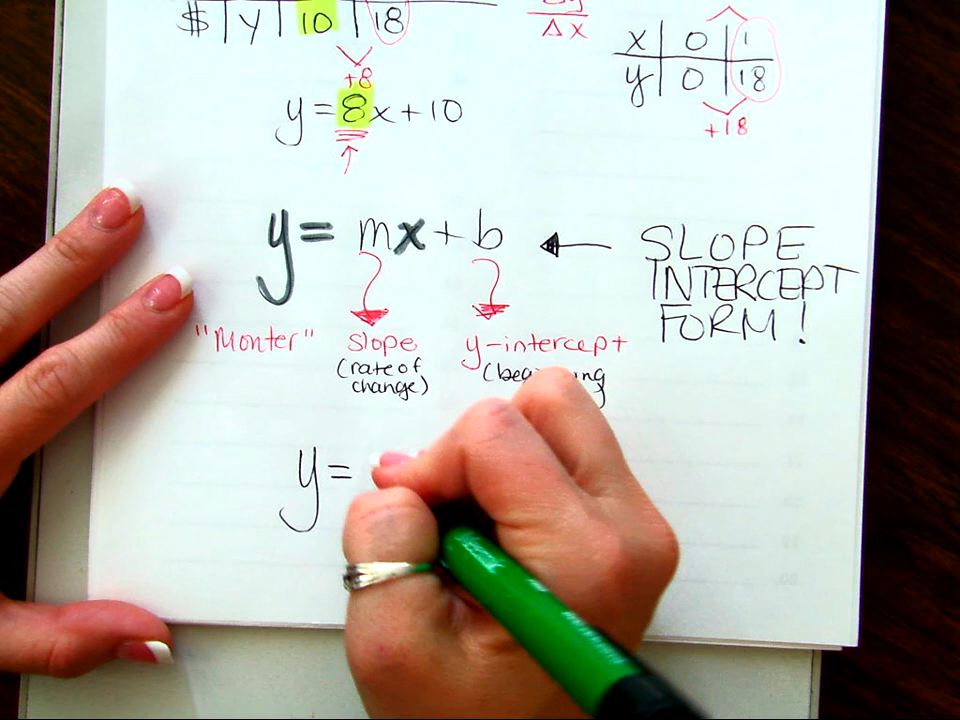 $ | y | 10 | 18
Δx
+8
y = 8x + 10
x | 0 | 1
y | 0 | 18
+18
y = mx + b
SLOPE
INTERCEPT
FORM!
"Monter" slope y-intercept
(rate of
change)
y =